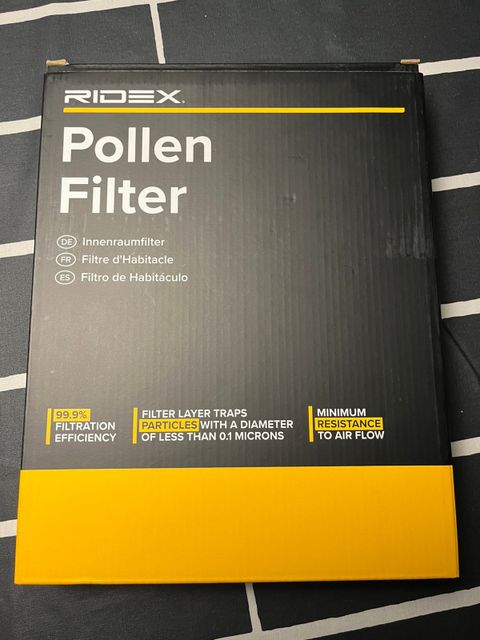 RIDEX®
Pollen
Filter
DE Innenraumfilter
FR Filtre d'Habitacle
ES Filtro de Habitáculo
99.9%
FILTRATION
EFFICIENCY
FILTER LAYER TRAPS
PARTICLES WITH A DIAMETER
OF LESS THAN 0.1 MICRONS
MINIMUM
RESISTANCE
TO AIR FLOW